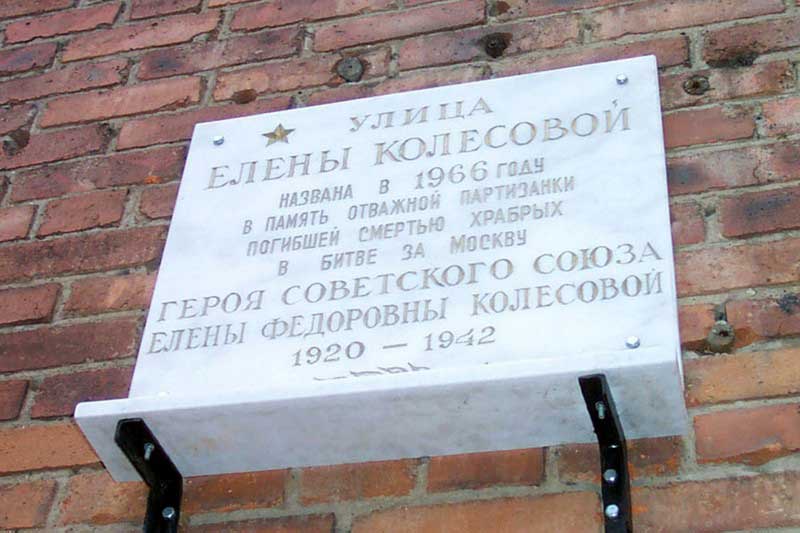 УЛИЦА
ЕЛЕНЫ КОЛЕСОВОЙ
НАЗВАНА В 1966 ГОДУ
В ПАМЯТЬ ОТВАЖНОЙ ПАРТИЗАНКИ
ПОГИБШЕЙ СМЕРТЬЮ ХРАБРЫХ
В БИТВЕ ЗА МОСКВУ
ГЕРОЯ СОВЕТСКОГО СОЮЗА
ЕЛЕНЫ ФЕДОРОВНЫ КОЛЕСОВОЙ
1920 — 1942